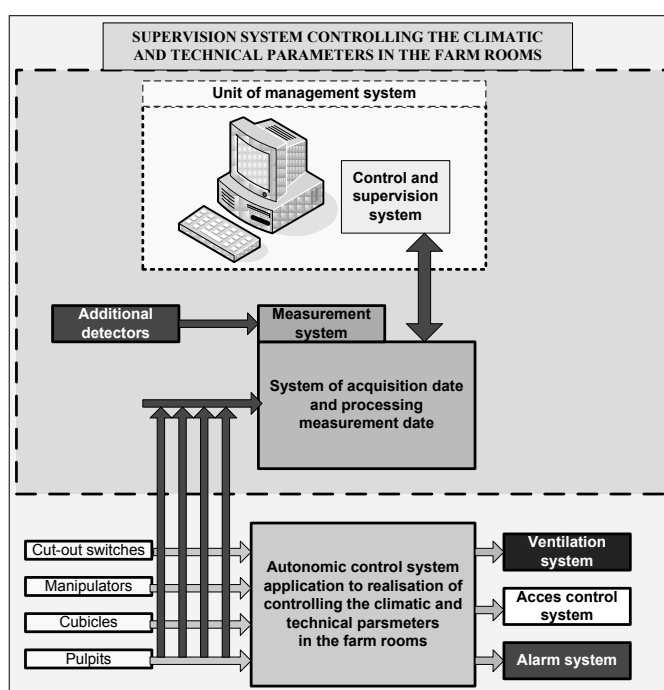 SUPERVISION SYSTEM CONTROLLING THE CLIMATIC
AND TECHNICAL PARAMETERS IN THE FARM ROOMS
Unit of management system
Control and
supervision
system
Additional
detectors
Measurement
system
System of acquisition date
and processing
measurement date
Cut-out switches
Manipulators
Cubicles
Pulpits
Autonomic control system
application to realisation of
controlling the climatic and
technical parsmeters
in the farm rooms
Ventilation
system
Acces control
system
Alarm system